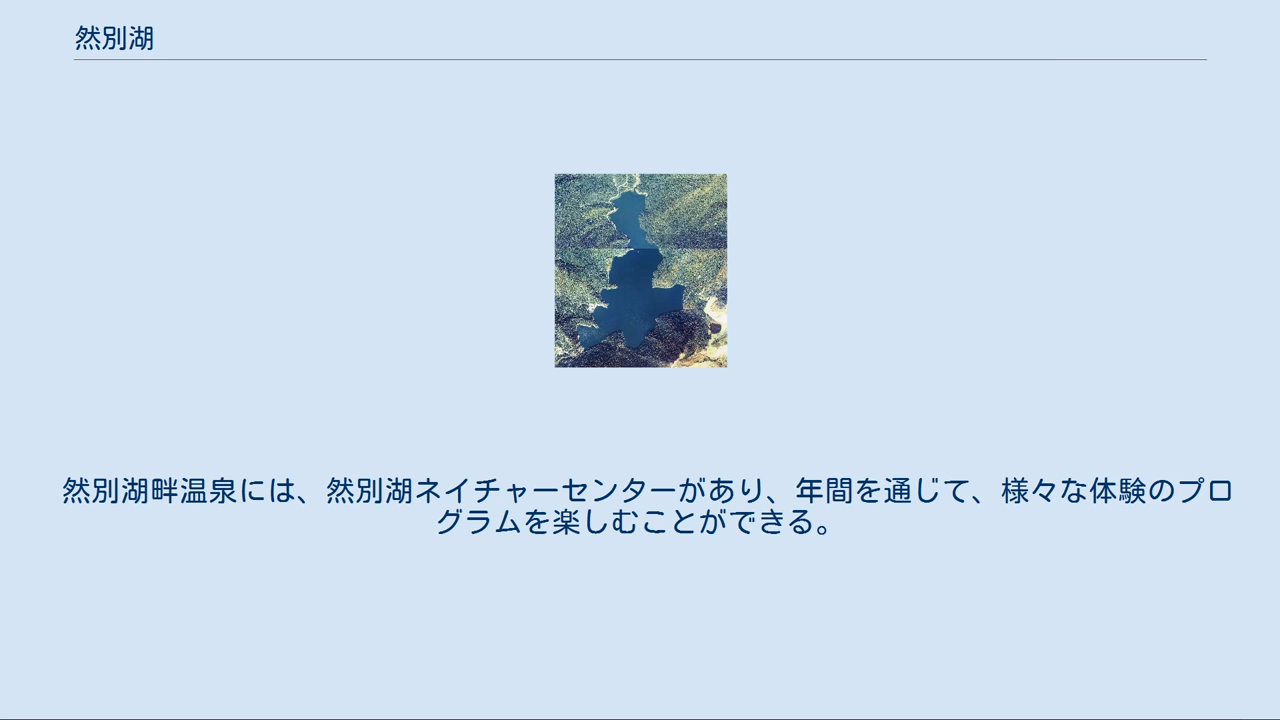 然別湖
然別湖畔温泉には、然別湖ネイチャーセンターがあり、年間を通じて、様々な体験のプロ
グラムを楽しむことができる。